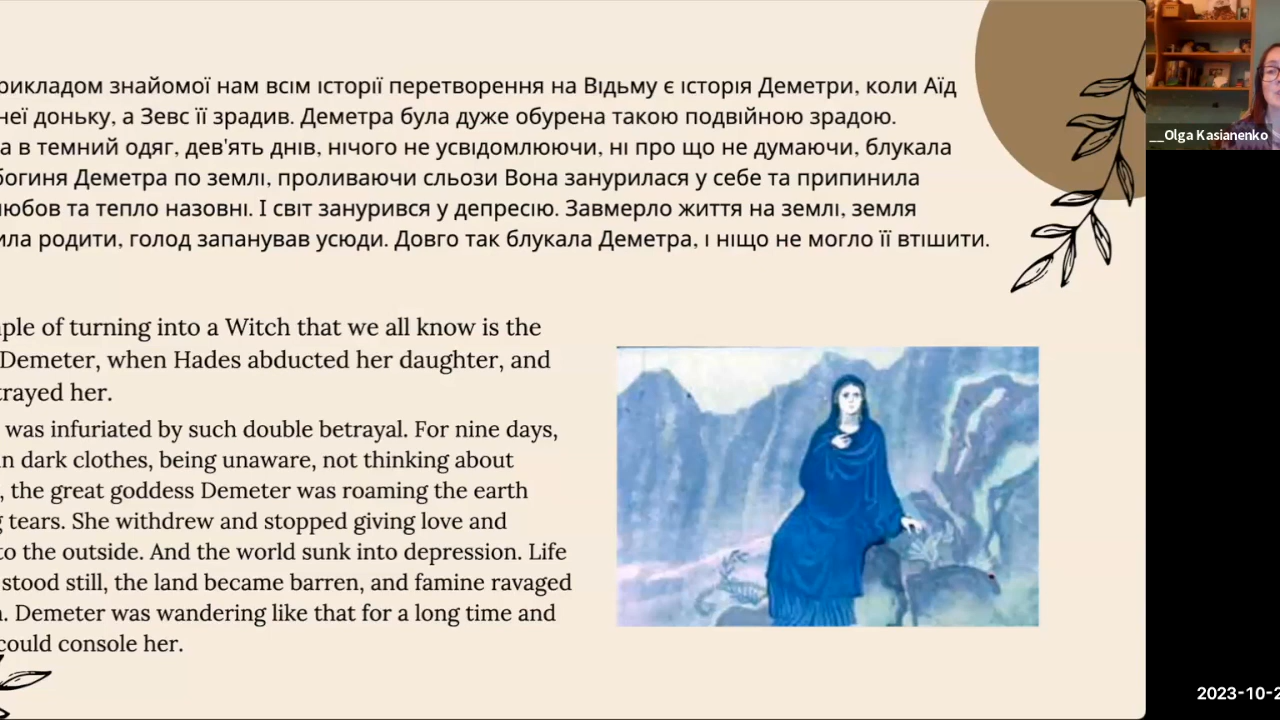 рикладом знайомої нам всім історії перетворення на Відьму є історія Деметри, коли Аїд
неї доньку, а Зевс її зрадив. Деметра була дуже обурена такою подвійною зрадою.
а в темний одяг, дев'ять днів, нічого не усвідомлюючи, ні про що не думаючи, блукала
богиня Деметра по землі, проливаючи сльози Вона занурилася у себе та припинила
любов та тепло назовні. І світ занурився у депресію. Завмерло життя на землі, земля
ила родити, голод запанував усюди. Довго так блукала Деметра, і ніщо не могло її втішити.
ple of turning into a Witch that we all know is the
Demeter, when Hades abducted her daughter, and
trayed her.
was infuriated by such double betrayal. For nine days,
in dark clothes, being unaware, not thinking about
, the great goddess Demeter was roaming the earth
g tears. She withdrew and stopped giving love and
to the outside. And the world sunk into depression. Life
stood still, the land became barren, and famine ravaged
. Demeter was wandering like that for a long time and
could console her.
__Olga Kasianenko
2023-10-2